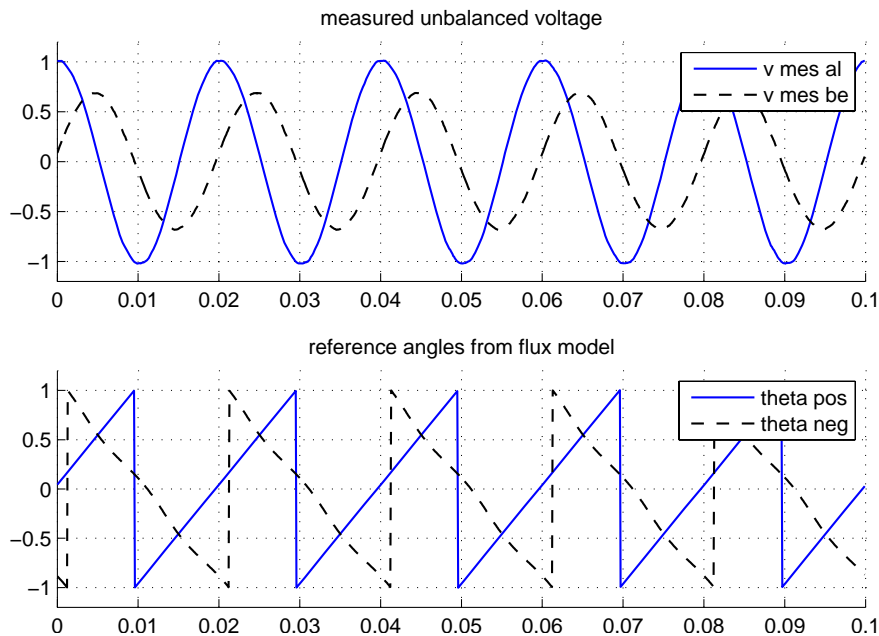 measured unbalanced voltage
1
0.5
0
−0.5
−1
v mes al
v mes be
0 0.01 0.02 0.03 0.04 0.05 0.06 0.07 0.08 0.09 0.1
reference angles from flux model
1
0.5
0
−0.5
−1
theta pos
theta neg
0 0.01 0.02 0.03 0.04 0.05 0.06 0.07 0.08 0.09 0.1